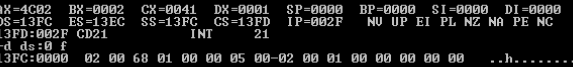 AX=4C02 BX=0002 CX=0041 DX=0001 SP=0000 BP=0000 SI=0000 DI=0000
DS=13FC ES=13EC SS=13FC CS=13FD IP=002F NV UP EI PL NZ NA PE NC
13FD:002F CD21 INT 21
-d ds:0 f
13FC:0000 02 00 68 01 00 00 05 00-02 00 01 00 00 00 00 00 ..h........